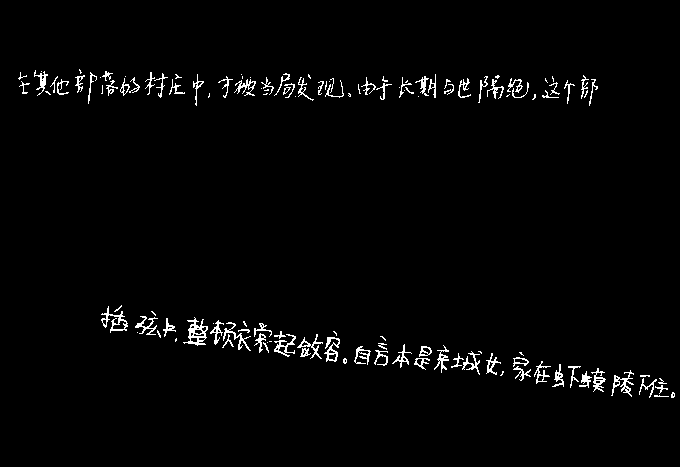 在其他部落的村庄中,才被当局发现。由于长期与世隔绝,这个部
插弦中,整顿衣裳起敛容。自言本是京城女,家在虾蟆陵下住。